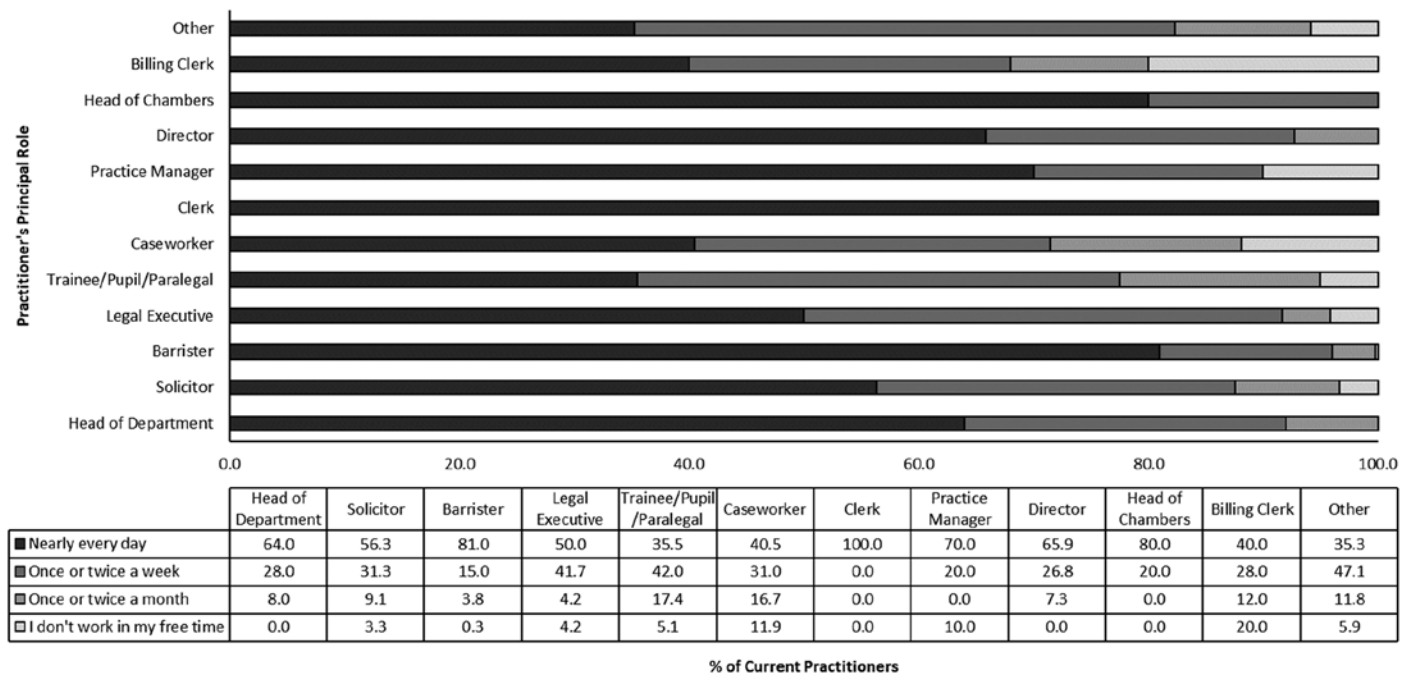 Practitioner's Principal Role
Other
Billing Clerk
Head of Chambers
Director
Practice Manager
Clerk
Caseworker
Trainee/Pupil/Paralegal
Legal Executive
Barrister
Solicitor
Head of Department
0.0 20.0 40.0 60.0 80.0 100.0
Head of Department Solicitor Barrister Legal Executive Trainee/Pupil/Paralegal Caseworker Clerk Practice Manager Director Head of Chambers Billing Clerk Other
Nearly every day 64.0 56.3 81.0 50.0 35.5 40.5 100.0 70.0 65.9 80.0 40.0 35.3
Once or twice a week 28.0 31.3 15.0 41.7 42.0 31.0 0.0 20.0 26.8 20.0 28.0 47.1
Once or twice a month 8.0 9.1 3.8 4.2 17.4 16.7 0.0 0.0 7.3 0.0 12.0 11.8
I don't work in my free time 0.0 3.3 0.3 4.2 5.1 11.9 0.0 10.0 0.0 0.0 20.0 5.9
% of Current Practitioners